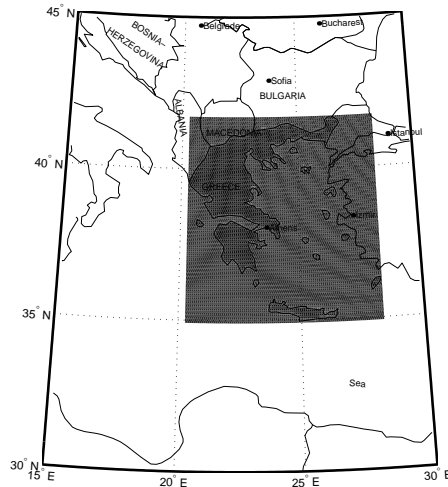 45° N
Belgrade
Bucharest
BOSNIA-
HERZEGOVINA
Sofia
BULGARIA
ALBANIA
MACEDONIA
Istanbul
40° N
GREECE
Izmir
Athens
35° N
Sea
30° N
15° E
20° E
25° E
30° E